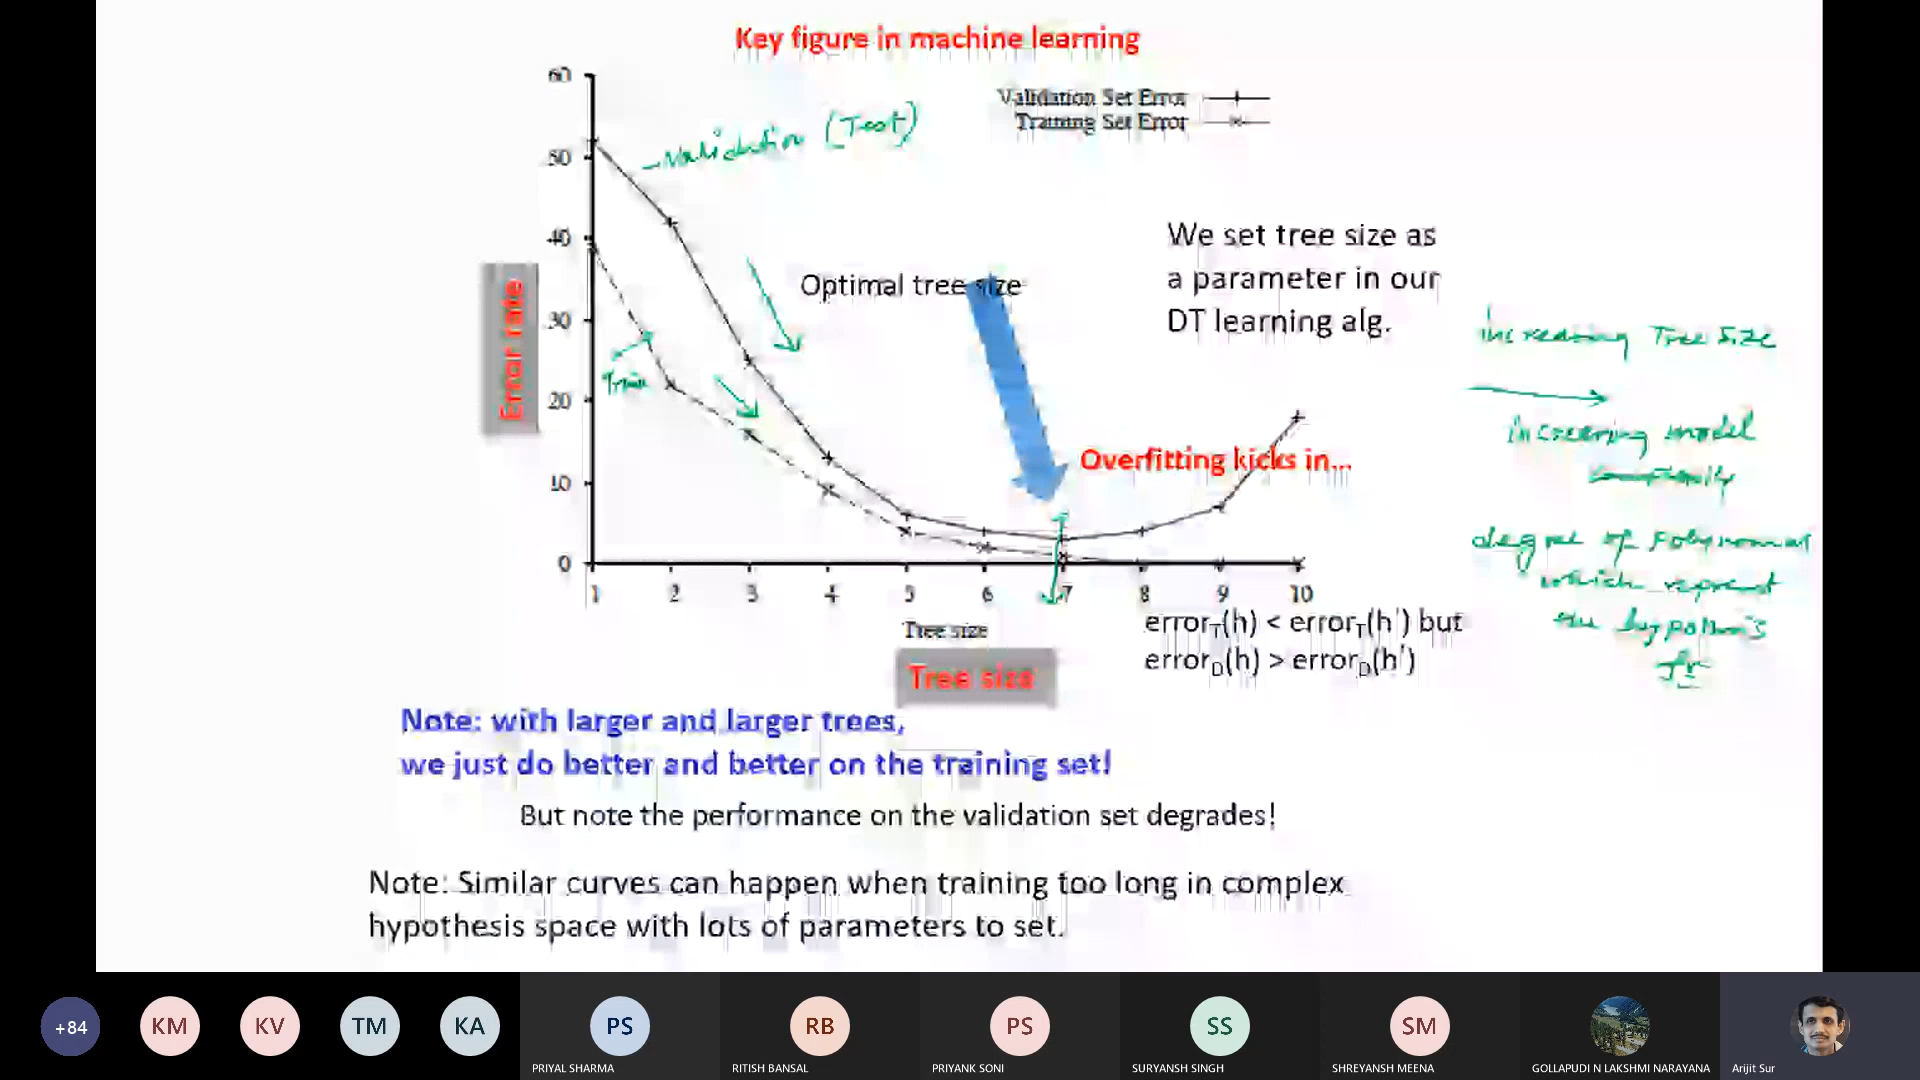 Key figure in machine learning
60
Validation Set Error
Training Set Error
Validation (Test)
50
We set tree size as
a parameter in our
DT learning alg.
40
Optimal tree size
Error rate
30
increasing Tree Size
Train
20
increasing model
Overfitting kicks in...
10
degree of polynomial
which represent
the hypothesis
fn
0
1 2 3 4 5 6 7 8 9 10
Tree size
error_T(h) < error_T(h') but
error_D(h) > error_D(h')
Tree size
Note: with larger and larger trees,
we just do better and better on the training set!
But note the performance on the validation set degrades!
Note: Similar curves can happen when training too long in complex
hypothesis space with lots of parameters to set.
+84 KM KV TM KA PS RB PS SS SM
PRIYAL SHARMA RITISH BANSAL PRIYANK SONI SURYANSH SINGH SHREYANSH MEENA GOLLAPUDI N LAKSHMI NARAYANA Arijit Sur